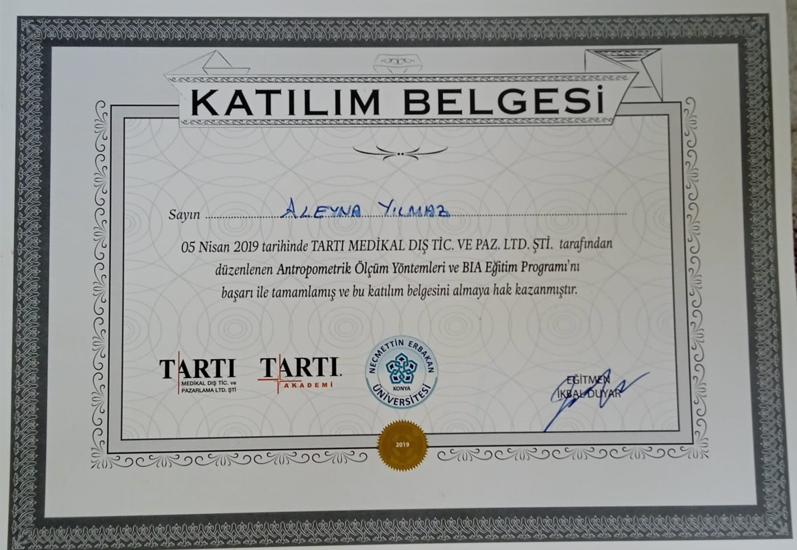 KATILIM BELGESİ
Sayın ALEYNA YILMAZ
05 Nisan 2019 tarihinde TARTI MEDİKAL DIŞ TİC. VE PAZ. LTD. ŞTİ. tarafından
düzenlenen Antropometrik Ölçüm Yöntemleri ve BIA Eğitim Programı'nı
başarı ile tamamlamış ve bu katılım belgesini almaya hak kazanmıştır.
TARTI
MEDİKAL DIŞ TİC. ve
PAZARLAMA LTD. ŞTİ
TARTI.
AKADEMİ
NECMETTİN ERBAKAN
KONYA
ÜNİVERSİTESİ
EĞİTMEN
İKBAL DUYAR
2019